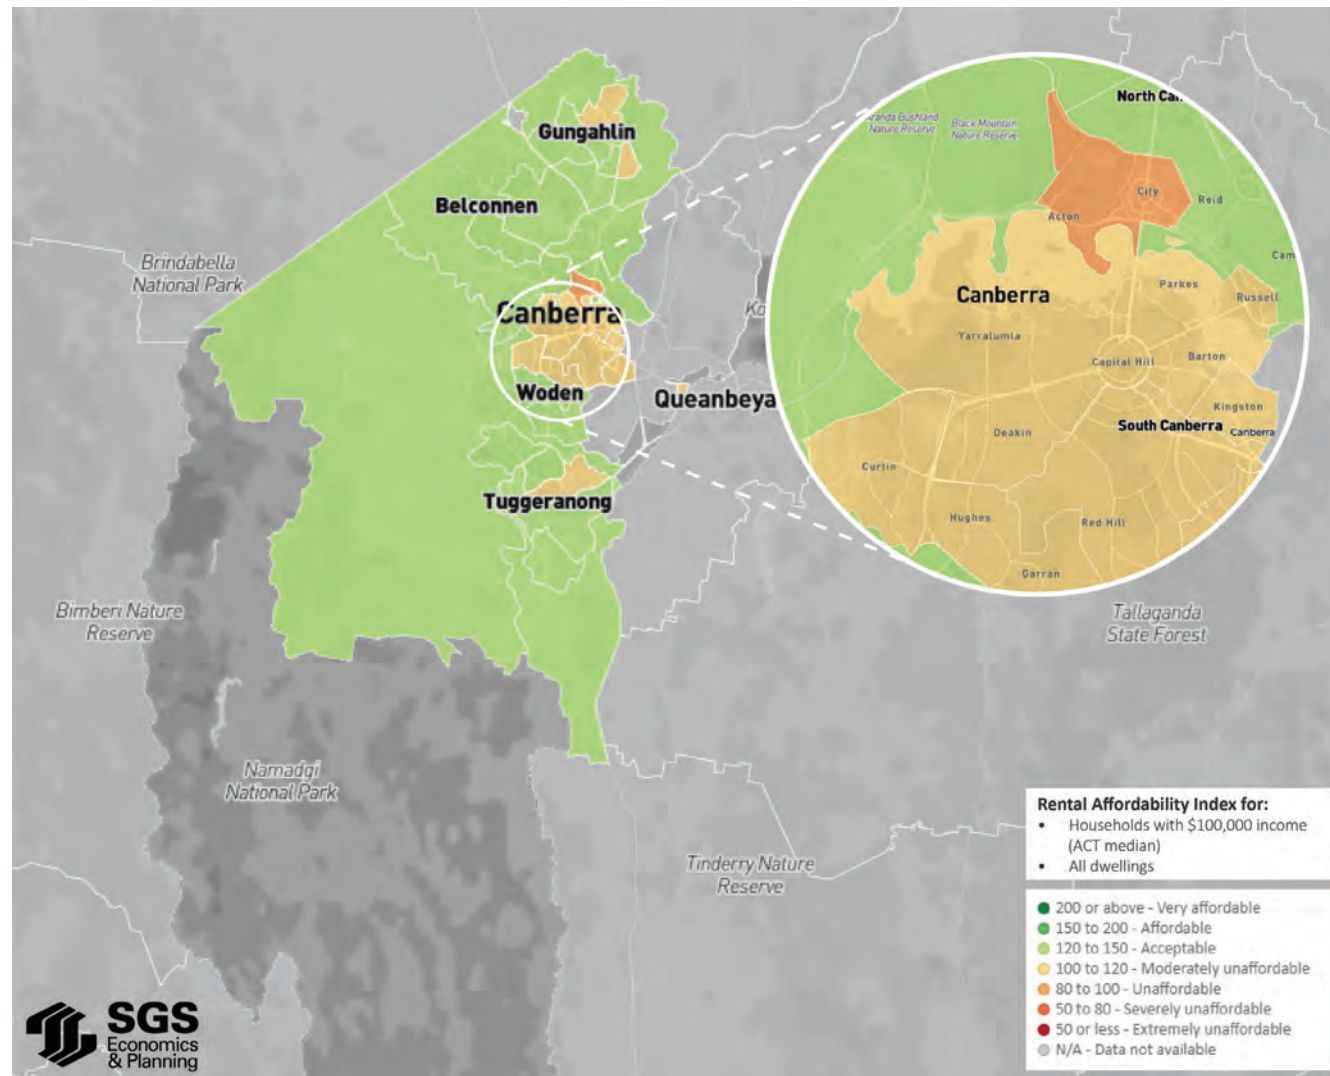 Gungahlin
Belconnen
Brindabella
National Park
Canberra
Ko
Woden
Queanbeya
Tuggeranong
Bimberi Nature
Reserve
Namadgi
National Park
Tinderry Nature
Reserve
Tallaganda
State Forest
North Can
Nature Reserve
Black Mountain
Nature Reserve
City
Reid
Acton
Cam
Canberra
Parkes
Russell
Yarralumla
Capital Hill
Barton
Kingston
Deakin
South Canberra
Canberra
Curtin
Hughes
Red Hill
Garran
Rental Affordability Index for:
• Households with $100,000 income
(ACT median)
• All dwellings
200 or above - Very affordable
150 to 200 - Affordable
120 to 150 - Acceptable
100 to 120 - Moderately unaffordable
80 to 100 - Unaffordable
50 to 80 - Severely unaffordable
50 or less - Extremely unaffordable
N/A - Data not available
SGS
Economics
& Planning